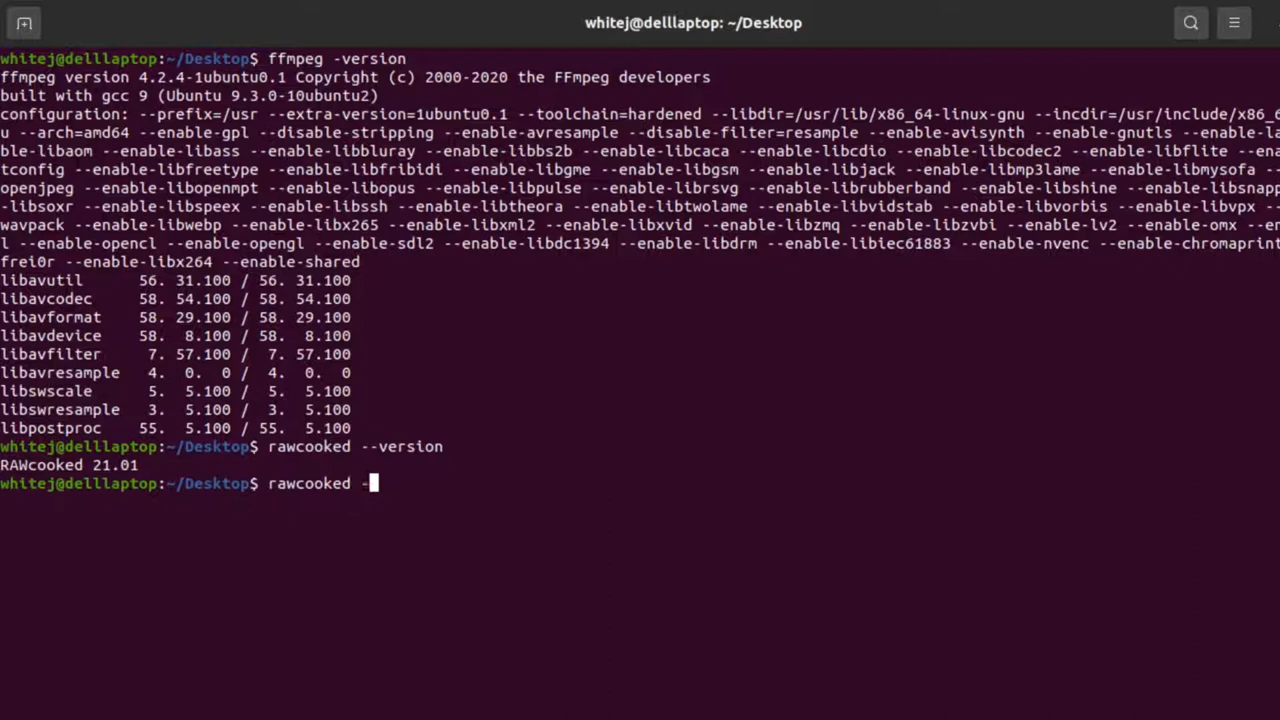 whitej@delllaptop: ~/Desktop
whitej@delllaptop:~/Desktop$ ffmpeg -version
ffmpeg version 4.2.4-1ubuntu0.1 Copyright (c) 2000-2020 the FFmpeg developers
built with gcc 9 (Ubuntu 9.3.0-10ubuntu2)
configuration: --prefix=/usr --extra-version=1ubuntu0.1 --toolchain=hardened --libdir=/usr/lib/x86_64-linux-gnu --incdir=/usr/include/x86_6
u --arch=amd64 --enable-gpl --disable-stripping --enable-avresample --disable-filter=resample --enable-avisynth --enable-gnutls --enable-la
ble-libaom --enable-libass --enable-libbluray --enable-libbs2b --enable-libcaca --enable-libcdio --enable-libcodec2 --enable-libflite --ena
tconfig --enable-libfreetype --enable-libfribidi --enable-libgme --enable-libgsm --enable-libjack --enable-libmp3lame --enable-libmysofa --
openjpeg --enable-libopenmpt --enable-libopus --enable-libpulse --enable-librsvg --enable-librubberband --enable-libshine --enable-libsnapp
-libsoxr --enable-libspeex --enable-libssh --enable-libtheora --enable-libtwolame --enable-libvidstab --enable-libvorbis --enable-libvpx --
wavpack --enable-libwebp --enable-libx265 --enable-libxml2 --enable-libxvid --enable-libzmq --enable-libzvbi --enable-lv2 --enable-omx --en
l --enable-opencl --enable-opengl --enable-sdl2 --enable-libdc1394 --enable-libdrm --enable-libiec61883 --enable-nvenc --enable-chromaprint
frei0r --enable-libx264 --enable-shared
libavutil      56. 31.100 / 56. 31.100
libavcodec     58. 54.100 / 58. 54.100
libavformat    58. 29.100 / 58. 29.100
libavdevice    58.  8.100 / 58.  8.100
libavfilter     7. 57.100 /  7. 57.100
libavresample   4.  0.  0 /  4.  0.  0
libswscale      5.  5.100 /  5.  5.100
libswresample   3.  5.100 /  3.  5.100
libpostproc    55.  5.100 / 55.  5.100
whitej@delllaptop:~/Desktop$ rawcooked --version
RAWcooked 21.01
whitej@delllaptop:~/Desktop$ rawcooked -